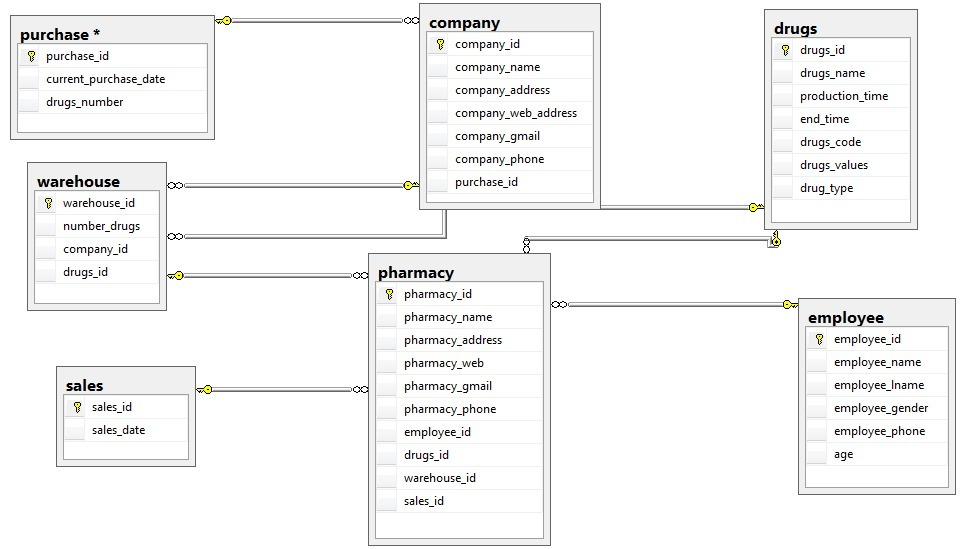 purchase *
purchase_id
current_purchase_date
drugs_number
company
company_id
company_name
company_address
company_web_address
company_gmail
company_phone
purchase_id
drugs
drugs_id
drugs_name
production_time
end_time
drugs_code
drugs_values
drug_type
warehouse
warehouse_id
number_drugs
company_id
drugs_id
pharmacy
pharmacy_id
pharmacy_name
pharmacy_address
pharmacy_web
pharmacy_gmail
pharmacy_phone
employee_id
drugs_id
warehouse_id
sales_id
employee
employee_id
employee_name
employee_lname
employee_gender
employee_phone
age
sales
sales_id
sales_date